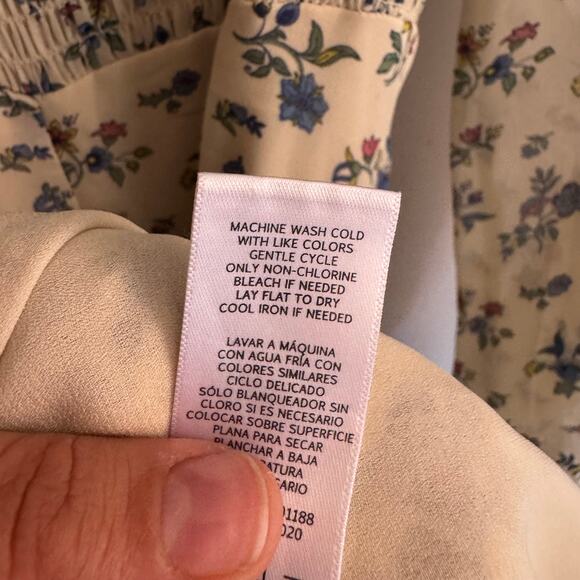 MACHINE WASH COLD
WITH LIKE COLORS
GENTLE CYCLE
ONLY NON-CHLORINE
BLEACH IF NEEDED
LAY FLAT TO DRY
COOL IRON IF NEEDED
LAVAR A MÁQUINA
CON AGUA FRÍA CON
COLORES SIMILARES
CICLO DELICADO
SÓLO BLANQUEADOR SIN
CLORO SI ES NECESARIO
COLOCAR SOBRE SUPERFICIE
PLANA PARA SECAR
PLANCHAR A BAJA